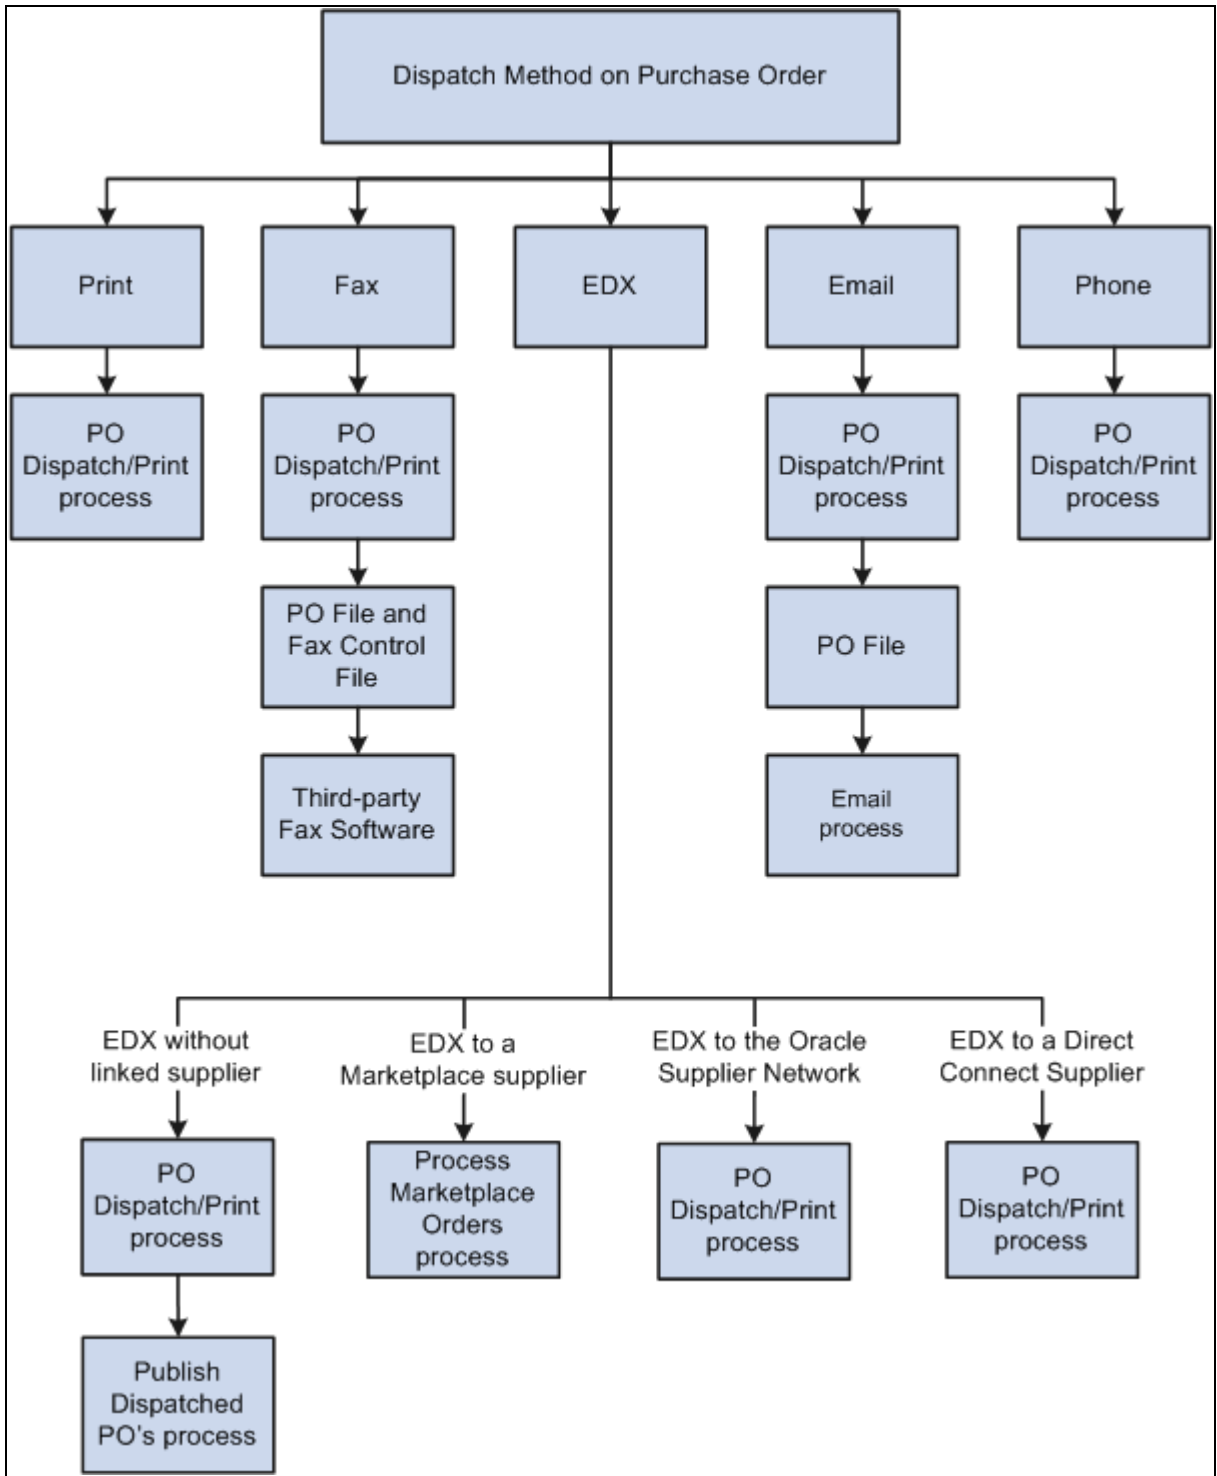 Dispatch Method on Purchase Order
Print
Fax
EDX
Email
Phone
PO
Dispatch/Print
process
PO
Dispatch/Print
process
PO
Dispatch/Print
process
PO
Dispatch/Print
process
PO File and
Fax Control
File
PO File
Third-party
Fax Software
Email
process
EDX without
linked supplier
EDX to a
Marketplace supplier
EDX to the Oracle
Supplier Network
EDX to a Direct
Connect Supplier
PO
Dispatch/Print
process
Process
Marketplace
Orders
process
PO
Dispatch/Print
process
PO
Dispatch/Print
process
Publish
Dispatched
PO's process